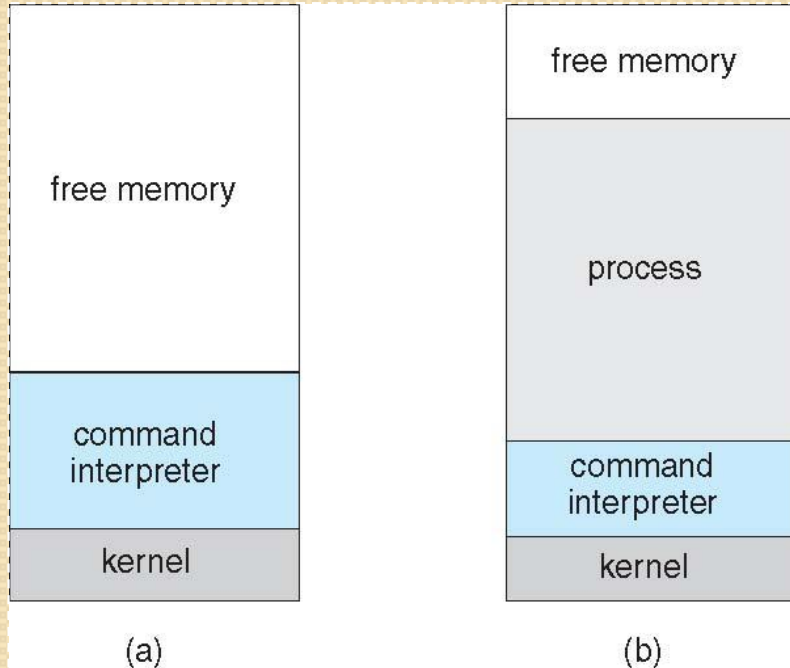 free memory
command
interpreter
kernel
(a)
free memory
process
command
interpreter
kernel
(b)